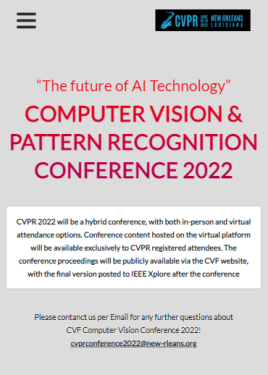 CVPR JUNE 19-24 2022 NEW ORLEANS LOUISIANA
“The future of AI Technology”
COMPUTER VISION &
PATTERN RECOGNITION
CONFERENCE 2022
CVPR 2022 will be a hybrid conference, with both in-person and virtual
attendance options. Conference content hosted on the virtual platform
will be available exclusively to CVPR registered attendees. The
conference proceedings will be publicly available via the CVF website,
with the final version posted to IEEE Xplore after the conference
Please contanct us per Email for any further questions about
CVF Computer Vision Conference 2022!
cvprconference2022@new-rleans.org